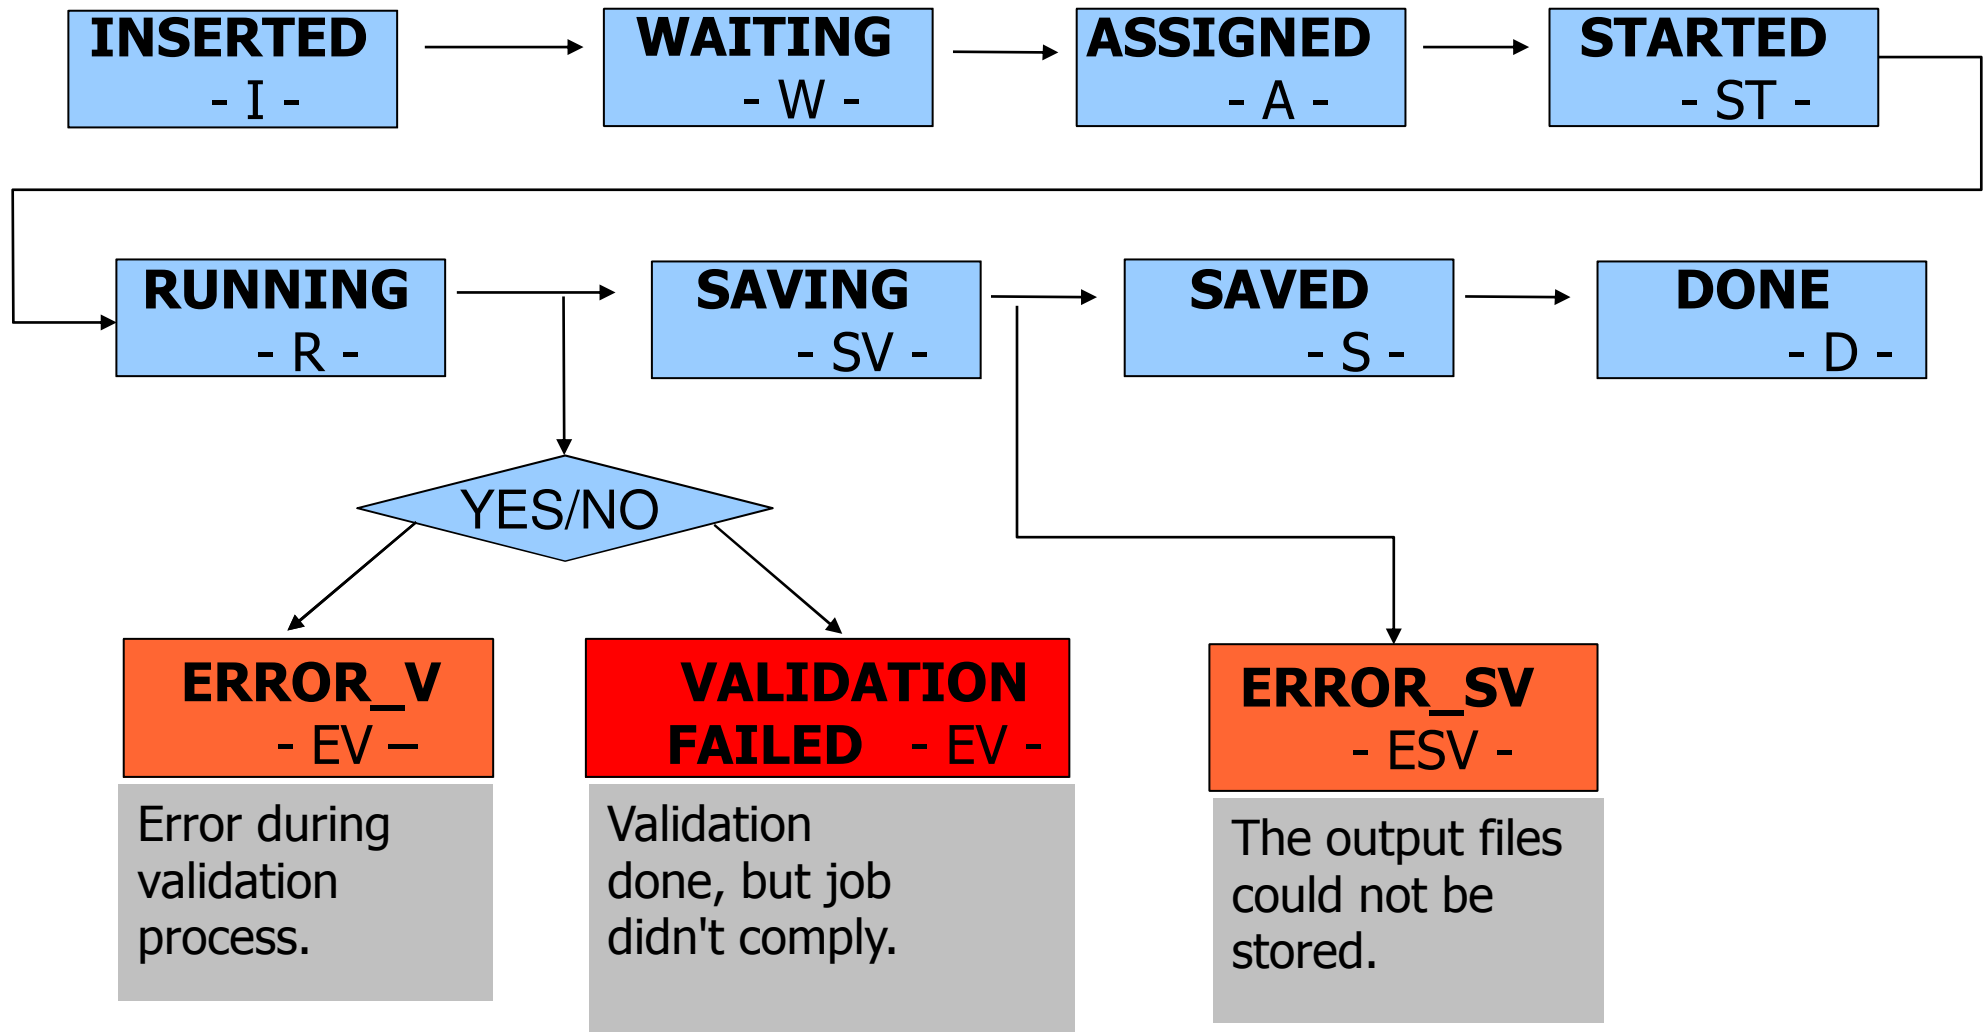 INSERTED
- I -
WAITING
- W -
ASSIGNED
- A -
STARTED
- ST -
RUNNING
- R -
SAVING
- SV -
SAVED
- S -
DONE
- D -
YES/NO
ERROR_V
- EV –
VALIDATION
FAILED - EV -
ERROR_SV
- ESV -
Error during
validation
process.
Validation
done, but job
didn't comply.
The output files
could not be
stored.